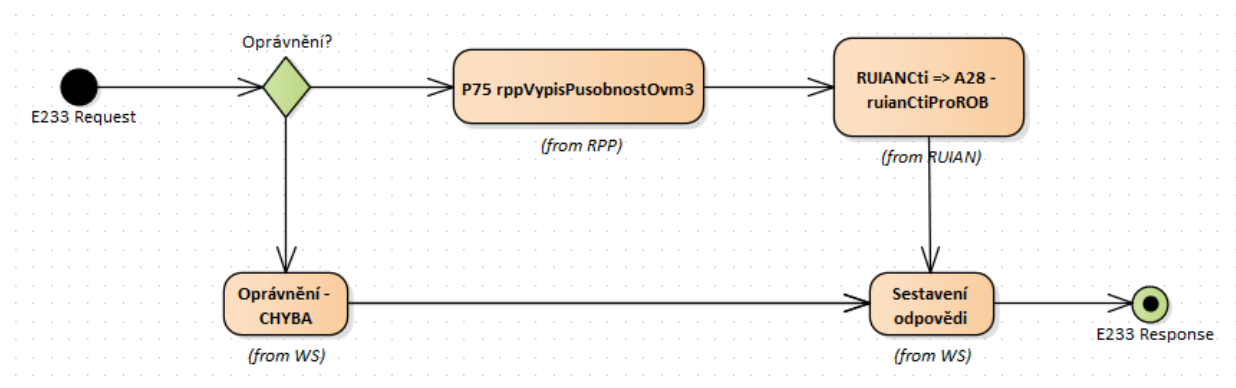 Oprávnění?
E233 Request
P75 rppVypisPusobnostOvm3
(from RPP)
RUIANCti => A28 -
ruianCtiProROB
(from RUIAN)
Oprávnění -
CHYBA
(from WS)
Sestavení
odpovědi
(from WS)
E233 Response